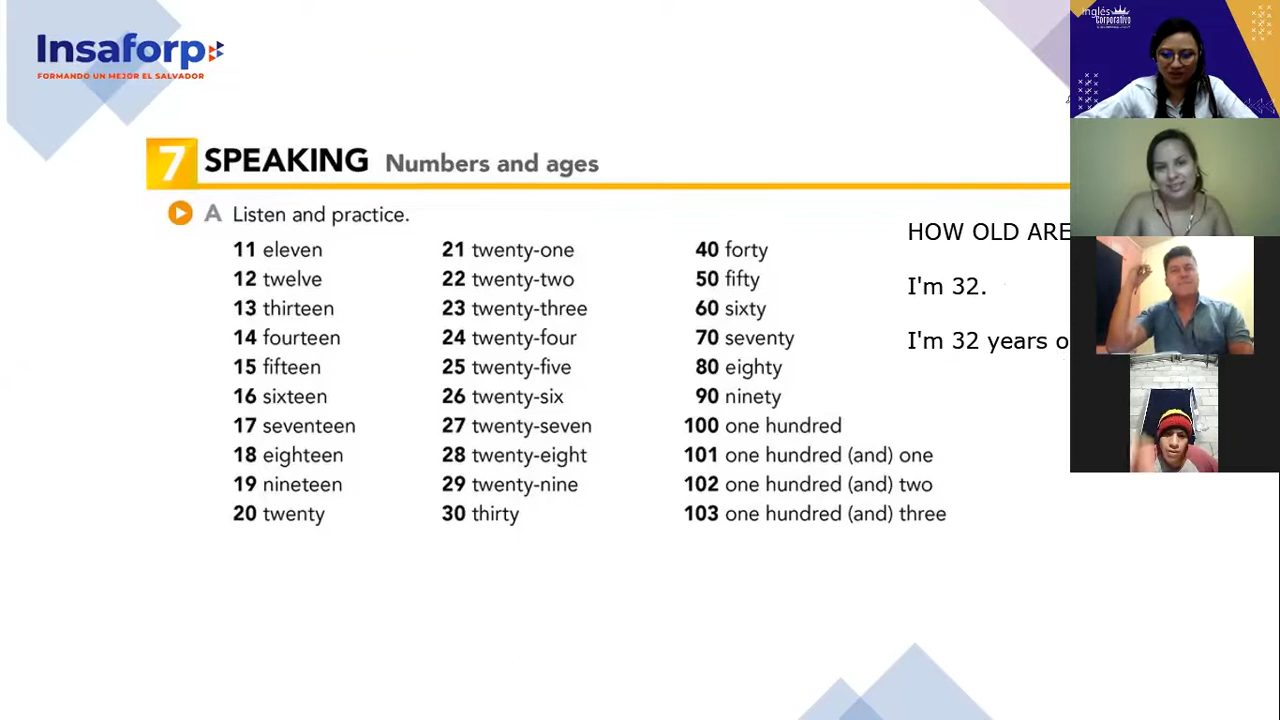 Insaforp
FORMANDO UN MEJOR EL SALVADOR
inglés
corporativo
7 SPEAKING Numbers and ages
A Listen and practice.
11 eleven
12 twelve
13 thirteen
14 fourteen
15 fifteen
16 sixteen
17 seventeen
18 eighteen
19 nineteen
20 twenty
21 twenty-one
22 twenty-two
23 twenty-three
24 twenty-four
25 twenty-five
26 twenty-six
27 twenty-seven
28 twenty-eight
29 twenty-nine
30 thirty
40 forty
50 fifty
60 sixty
70 seventy
80 eighty
90 ninety
100 one hundred
101 one hundred (and) one
102 one hundred (and) two
103 one hundred (and) three
HOW OLD ARE
I'm 32.
I'm 32 years o